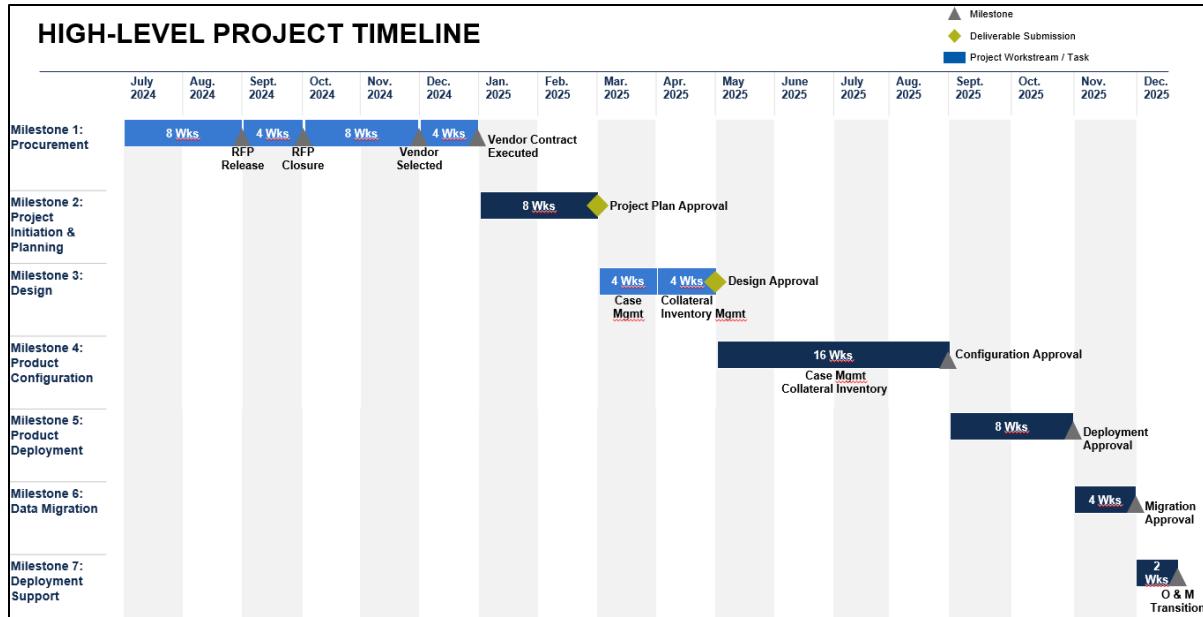 HIGH-LEVEL PROJECT TIMELINE
Milestone
Deliverable Submission
Project Workstream / Task
July
2024
Aug.
2024
Sept.
2024
Oct.
2024
Nov.
2024
Dec.
2024
Jan.
2025
Feb.
2025
Mar.
2025
Apr.
2025
May
2025
June
2025
July
2025
Aug.
2025
Sept.
2025
Oct.
2025
Nov.
2025
Dec.
2025
Milestone 1:
Procurement
8 Wks
4 Wks
8 Wks
4 Wks
RFP
Release
RFP
Closure
Vendor
Selected
Vendor Contract
Executed
Milestone 2:
Project
Initiation &
Planning
8 Wks
Project Plan Approval
Milestone 3:
Design
4 Wks
4 Wks
Design Approval
Case
Mgmt
Collateral
Inventory Mgmt
Milestone 4:
Product
Configuration
16 Wks
Configuration Approval
Case Mgmt
Collateral Inventory
Milestone 5:
Product
Deployment
8 Wks
Deployment
Approval
Milestone 6:
Data Migration
4 Wks
Migration
Approval
Milestone 7:
Deployment
Support
2
Wks
O & M
Transition